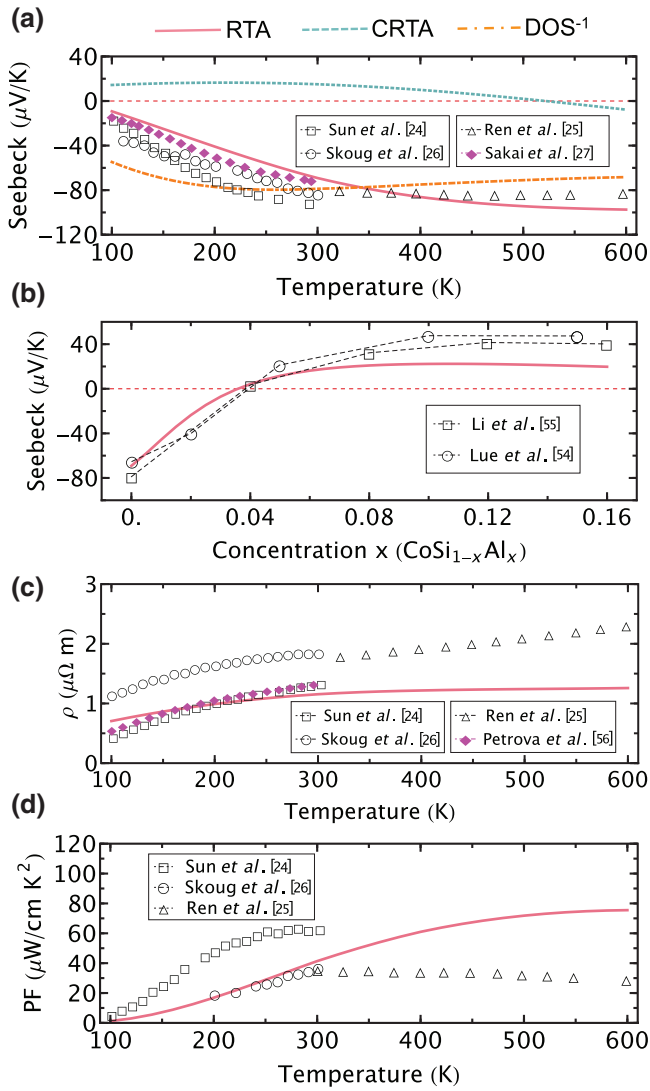 (a)
RTA CRTA DOS⁻¹
Seebeck (μV/K)
40
0
−40
−80
−120
Sun et al. [24] Ren et al. [25]
Skoug et al. [26] Sakai et al. [27]
100 200 300 400 500 600
Temperature (K)
(b)
Seebeck (μV/K)
40
0
−40
−80
Li et al. [55]
Lue et al. [54]
0. 0.04 0.08 0.12 0.16
Concentration x (CoSi₁₋ₓAlₓ)
(c)
ρ (μΩ m)
3
2
1
0
Sun et al. [24] Ren et al. [25]
Skoug et al. [26] Petrova et al. [56]
100 200 300 400 500 600
Temperature (K)
(d)
PF (μW/cm K²)
120
100
80
60
40
20
0
Sun et al. [24]
Skoug et al. [26]
Ren et al. [25]
100 200 300 400 500 600
Temperature (K)